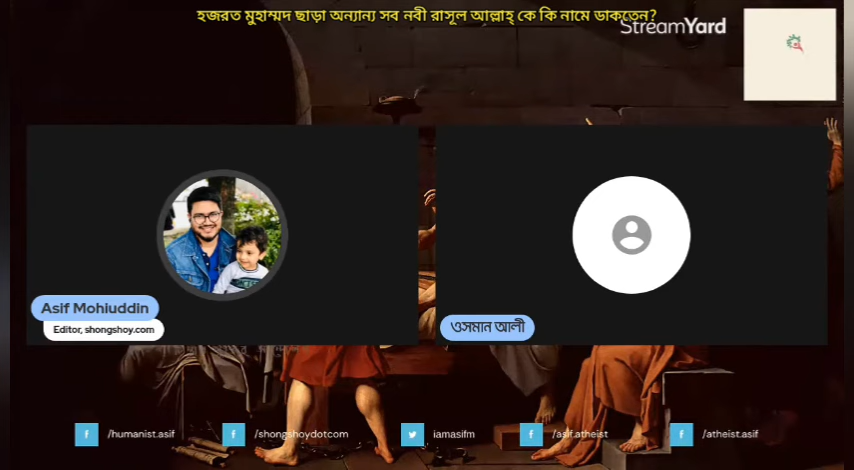 হজরত মুহাম্মদ ছাড়া অন্যান্য সব নবী রাসূল আল্লাহ্ কে কি নামে ডাকতেন?
StreamYard
Asif Mohiuddin
Editor, shongshoy.com
ওসমান আলী
/humanist.asif
/shongshoydotcom
iamasifm
/asif.atheist
/atheist.asif